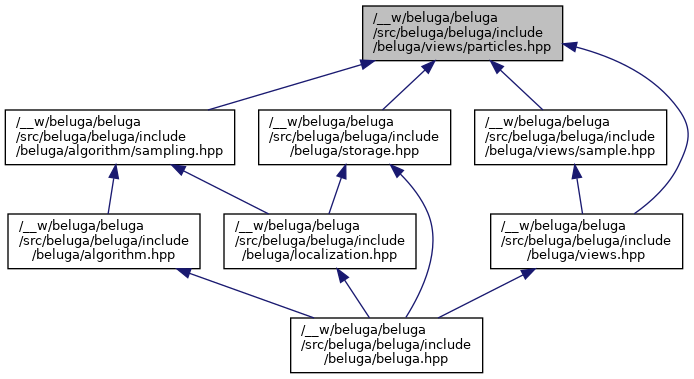 /__w/beluga/beluga
/src/beluga/beluga/include
/beluga/views/particles.hpp
/__w/beluga/beluga
/src/beluga/beluga/include
/beluga/algorithm/sampling.hpp
/__w/beluga/beluga
/src/beluga/beluga/include
/beluga/storage.hpp
/__w/beluga/beluga
/src/beluga/beluga/include
/beluga/views/sample.hpp
/__w/beluga/beluga
/src/beluga/beluga/include
/beluga/algorithm.hpp
/__w/beluga/beluga
/src/beluga/beluga/include
/beluga/localization.hpp
/__w/beluga/beluga
/src/beluga/beluga/include
/beluga/views.hpp
/__w/beluga/beluga
/src/beluga/beluga/include
/beluga/beluga.hpp